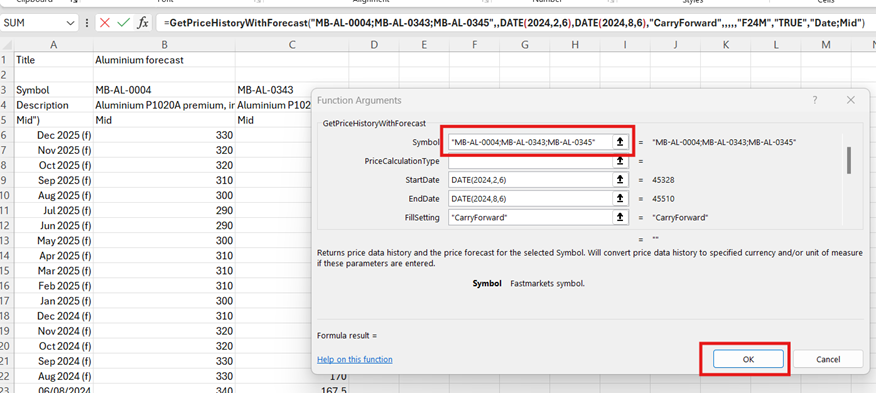 Clipboard Font Alignment Number Styles Cells
SUM fx =GetPriceHistoryWithForecast("MB-AL-0004;MB-AL-0343;MB-AL-0345",,DATE(2024,2,6),DATE(2024,8,6),"CarryForward",,,,,"F24M","TRUE","Date;Mid")
A B C D E F G H I J K L M
1 Title Aluminium forecast
2
3 Symbol MB-AL-0004 MB-AL-0343
4 Description Aluminium P1020A premium, in Aluminium P102
5 Mid") Mid Mid
6 Dec 2025 (f) 330
7 Nov 2025 (f) 320
8 Oct 2025 (f) 320
9 Sep 2025 (f) 310
10 Aug 2025 (f) 300
11 Jul 2025 (f) 290
12 Jun 2025 (f) 290
13 May 2025 (f) 300
14 Apr 2025 (f) 310
15 Mar 2025 (f) 310
16 Feb 2025 (f) 310
17 Jan 2025 (f) 300
18 Dec 2024 (f) 310
19 Nov 2024 (f) 320
20 Oct 2024 (f) 320
21 Sep 2024 (f) 330
22 Aug 2024 (f) 330 170
23 06/08/2024 340 167.5
Function Arguments ?
GetPriceHistoryWithForecast
Symbol "MB-AL-0004;MB-AL-0343;MB-AL-0345" = "MB-AL-0004;MB-AL-0343;MB-AL-0345"
PriceCalculationType =
StartDate DATE(2024,2,6) = 45328
EndDate DATE(2024,8,6) = 45510
FillSetting "CarryForward" = "CarryForward"
= ""
Returns price data history and the price forecast for the selected Symbol. Will convert price data history to specified currency and/or unit of measure
if these parameters are entered.
Symbol Fastmarkets symbol.
Formula result =
Help on this function OK Cancel